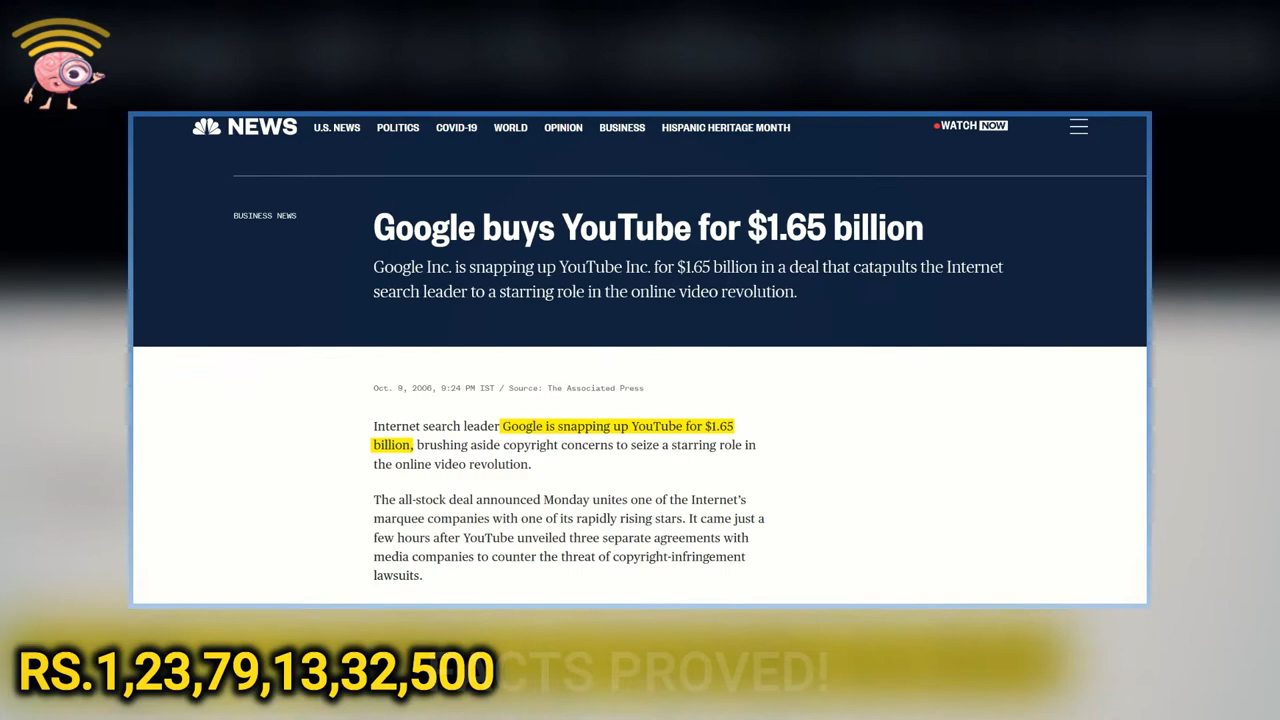 NEWS U.S. NEWS POLITICS COVID-19 WORLD OPINION BUSINESS HISPANIC HERITAGE MONTH WATCH NOW
BUSINESS NEWS
Google buys YouTube for $1.65 billion
Google Inc. is snapping up YouTube Inc. for $1.65 billion in a deal that catapults the Internet
search leader to a starring role in the online video revolution.
Oct. 9, 2006, 9:24 PM IST / Source: The Associated Press
Internet search leader Google is snapping up YouTube for $1.65
billion, brushing aside copyright concerns to seize a starring role in
the online video revolution.
The all-stock deal announced Monday unites one of the Internet's
marquee companies with one of its rapidly rising stars. It came just a
few hours after YouTube unveiled three separate agreements with
media companies to counter the threat of copyright-infringement
lawsuits.
RS.1,23,79,13,32,500 PROVED!